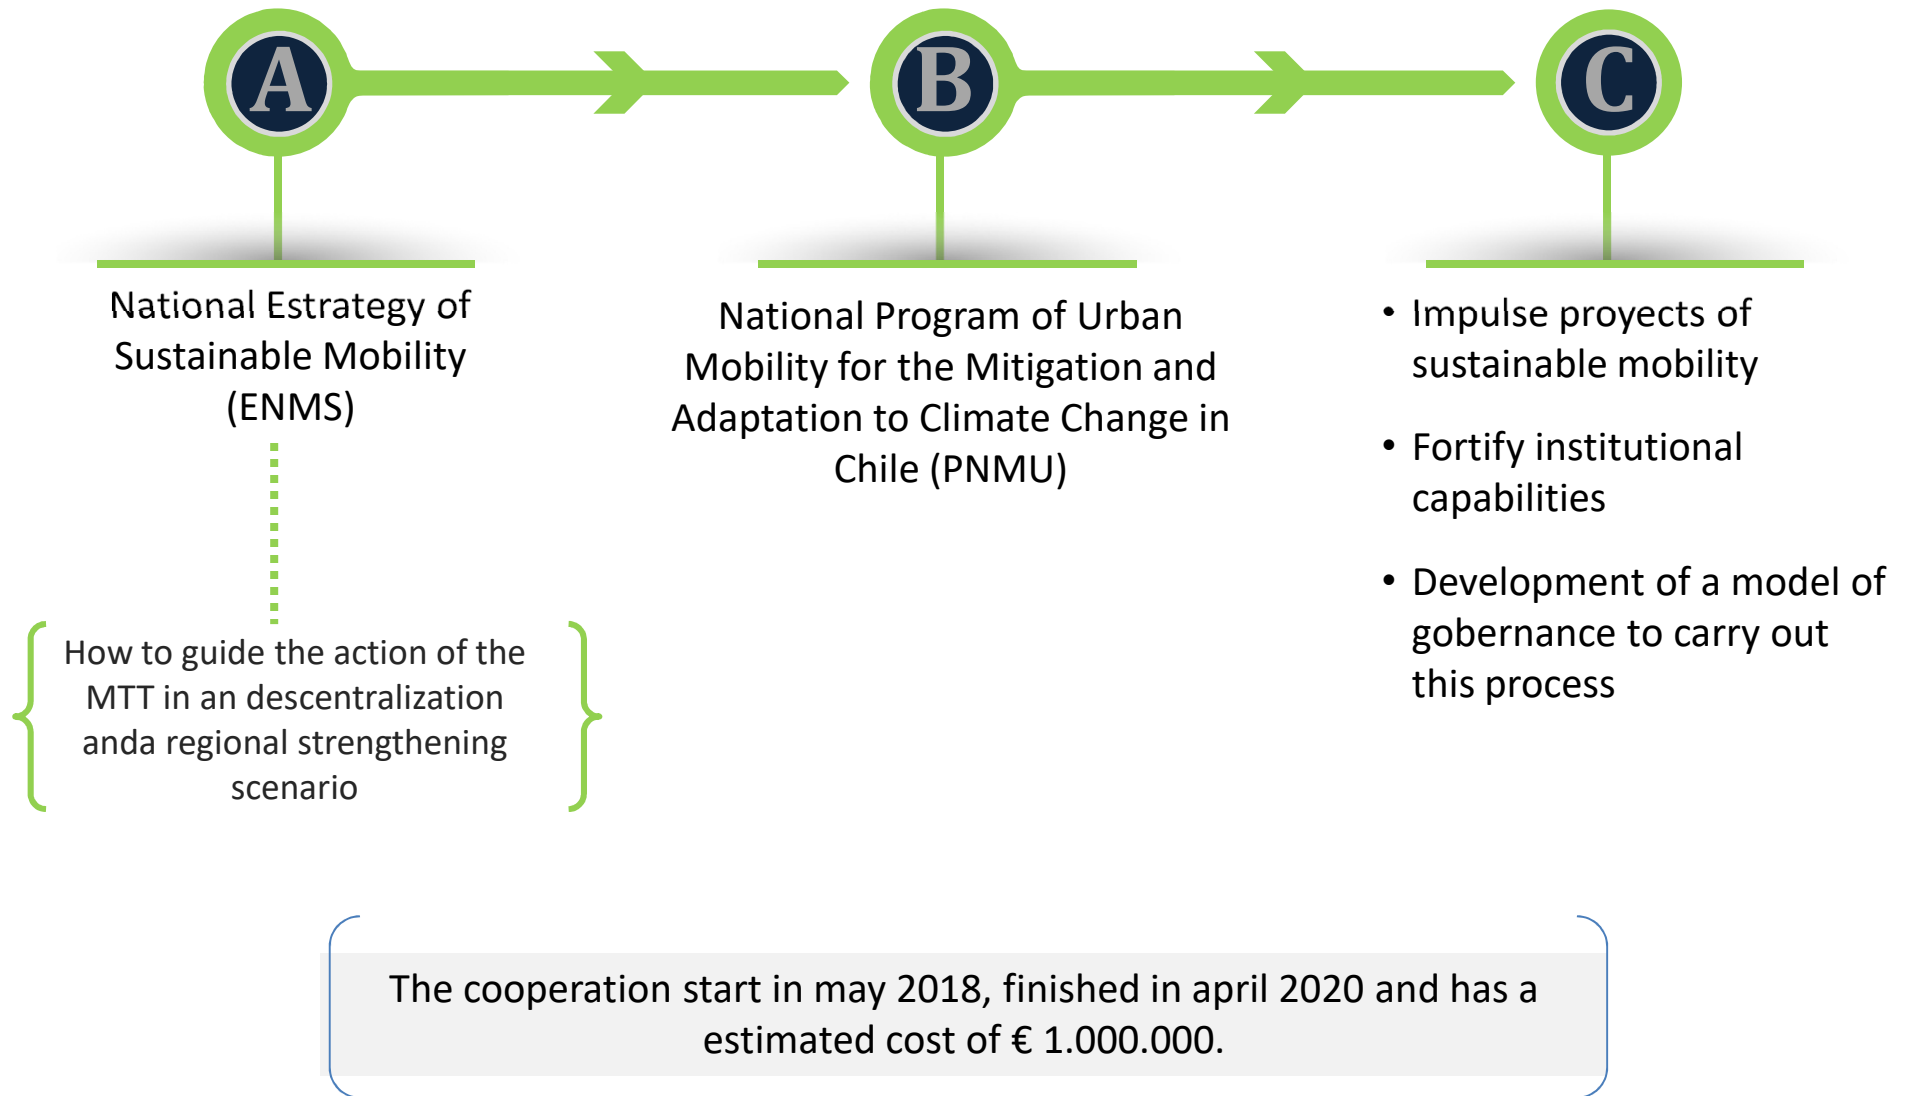 A
B
C
National Estrategy of
Sustainable Mobility
(ENMS)
How to guide the action of the
MTT in an descentralization
anda regional strengthening
scenario
National Program of Urban
Mobility for the Mitigation and
Adaptation to Climate Change in
Chile (PNMU)
• Impulse proyects of
sustainable mobility
• Fortify institutional
capabilities
• Development of a model of
gobernance to carry out
this process
The cooperation start in may 2018, finished in april 2020 and has a
estimated cost of € 1.000.000.